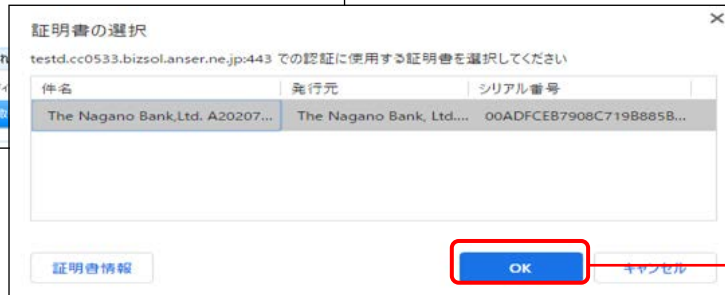 証明書の選択
testd.cc0533.bizsol.anser.ne.jp:443 での認証に使用する証明書を選択してください
件名 発行元 シリアル番号
The Nagano Bank,Ltd. A20207... The Nagano Bank, Ltd.... 00ADFCEB7908C719B885B...
証明書情報 OK キャンセル